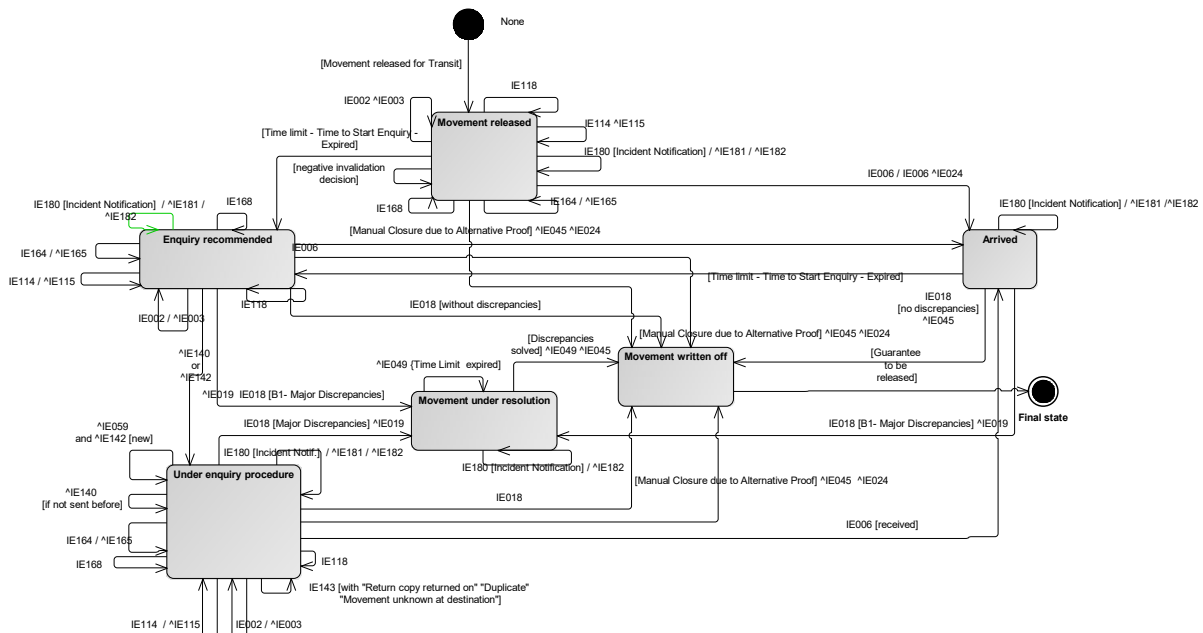 None
[Movement released for Transit]
IE118
IE002 ^IE003
Movement released
IE114 ^IE115
[Time limit - Time to Start Enquiry -
Expired]
IE180 [Incident Notification] / ^IE181 / ^IE182
[negative invalidation
decision]
IE006 / IE006 ^IE024
IE168
IE164 / ^IE165
IE180 [Incident Notification] / ^IE181 /
^IE182
IE168
IE180 [Incident Notification] / ^IE181 /^IE182
[Manual Closure due to Alternative Proof] ^IE045 ^IE024
Enquiry recommended
IE006
Arrived
IE164 / ^IE165
IE114 / ^IE115
[Time limit - Time to Start Enquiry - Expired]
IE118
IE018 [without discrepancies]
IE018
[no discrepancies]
^IE045
IE002 / ^IE003
[Manual Closure due to Alternative Proof] ^IE045 ^IE024
[Discrepancies
solved] ^IE049 ^IE045
^IE140
or
^IE142
Movement written off
[Guarantee
to be
released]
^IE049 {Time Limit expired]
^IE019 IE018 [B1- Major Discrepancies]
Movement under resolution
Final state
^IE059
and ^IE142 [new]
IE018 [Major Discrepancies] ^IE019
IE018 [B1- Major Discrepancies] ^IE019
IE180 [Incident Notif.] / ^IE181 / ^IE182
IE180 [Incident Notification] / ^IE182
Under enquiry procedure
[Manual Closure due to Alternative Proof] ^IE045 ^IE024
^IE140
[if not sent before]
IE018
IE006 [received]
IE164 / ^IE165
IE168
IE118
IE143 [with "Return copy returned on" "Duplicate"
"Movement unknown at destination"]
IE114 / ^IE115
IE002 / ^IE003